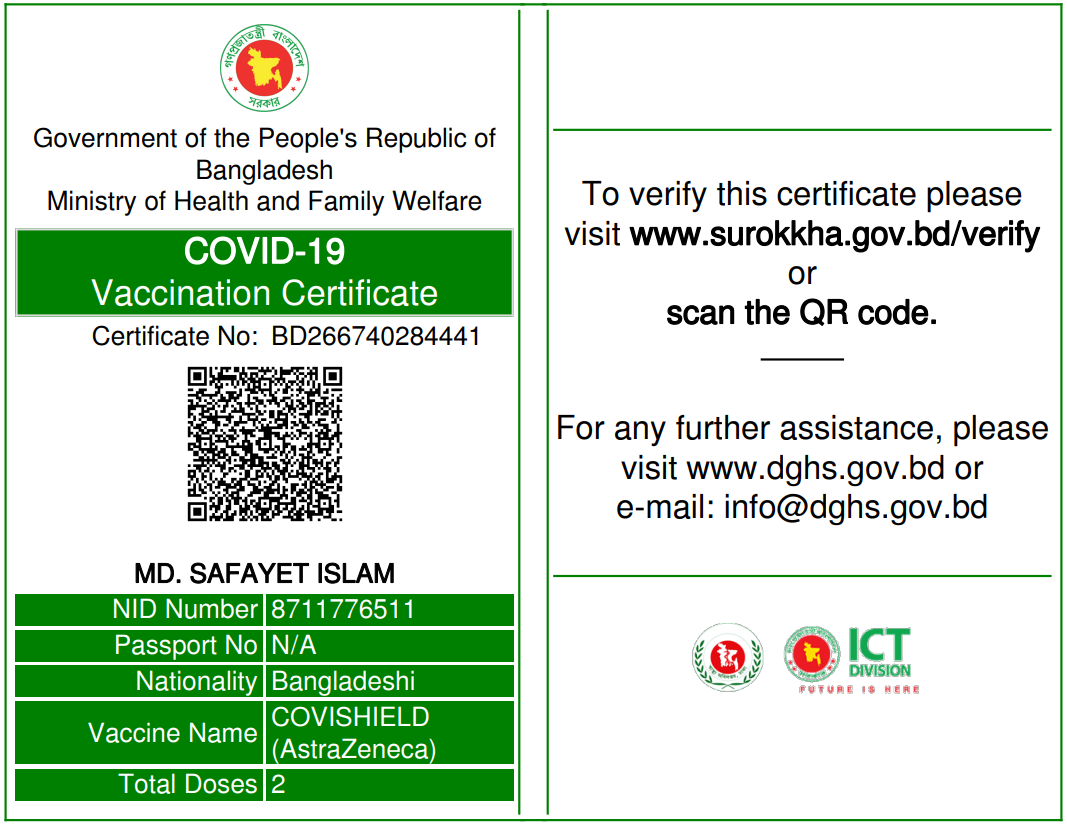 গণপ্রজাতন্ত্রী বাংলাদেশ
সরকার
Government of the People's Republic of
Bangladesh
Ministry of Health and Family Welfare
COVID-19
Vaccination Certificate
Certificate No: BD266740284441
MD. SAFAYET ISLAM
NID Number 8711776511
Passport No N/A
Nationality Bangladeshi
Vaccine Name COVISHIELD
(AstraZeneca)
Total Doses 2
To verify this certificate please
visit www.surokkha.gov.bd/verify
or
scan the QR code.
For any further assistance, please
visit www.dghs.gov.bd or
e-mail: info@dghs.gov.bd
ICT
DIVISION
FUTURE IS HERE